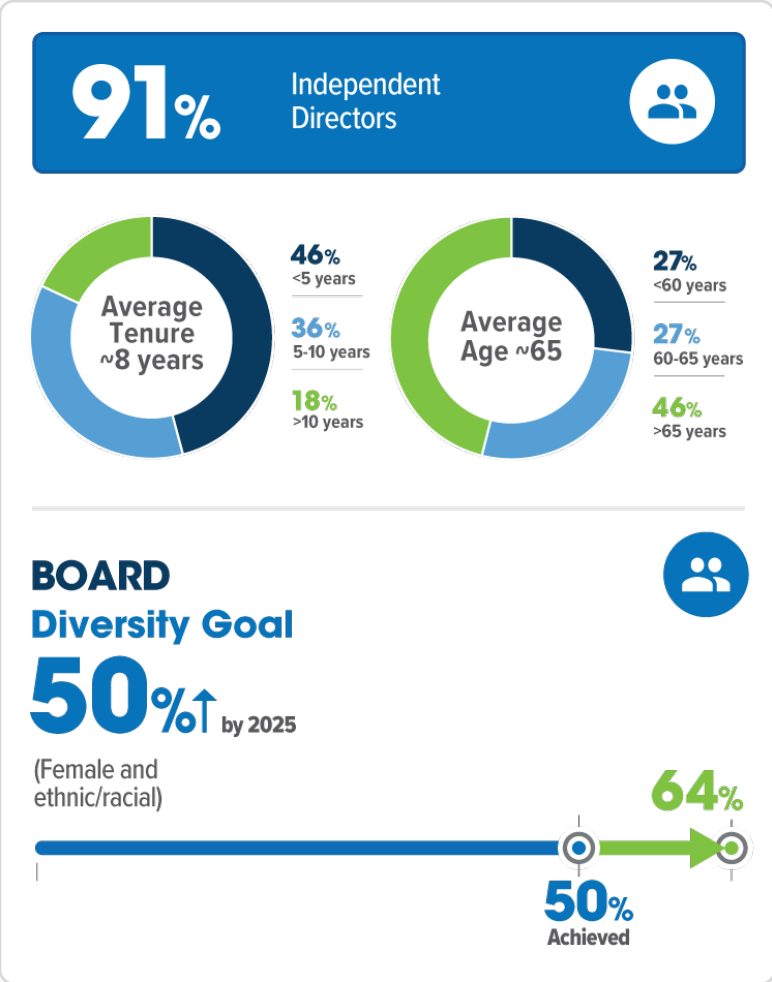 91%
Independent
Directors
Average
Tenure
~8 years
46%
<5 years
36%
5-10 years
18%
>10 years
Average
Age ~65
27%
<60 years
27%
60-65 years
46%
>65 years
BOARD
Diversity Goal
50%↑ by 2025
(Female and
ethnic/racial)
64%
50%
Achieved